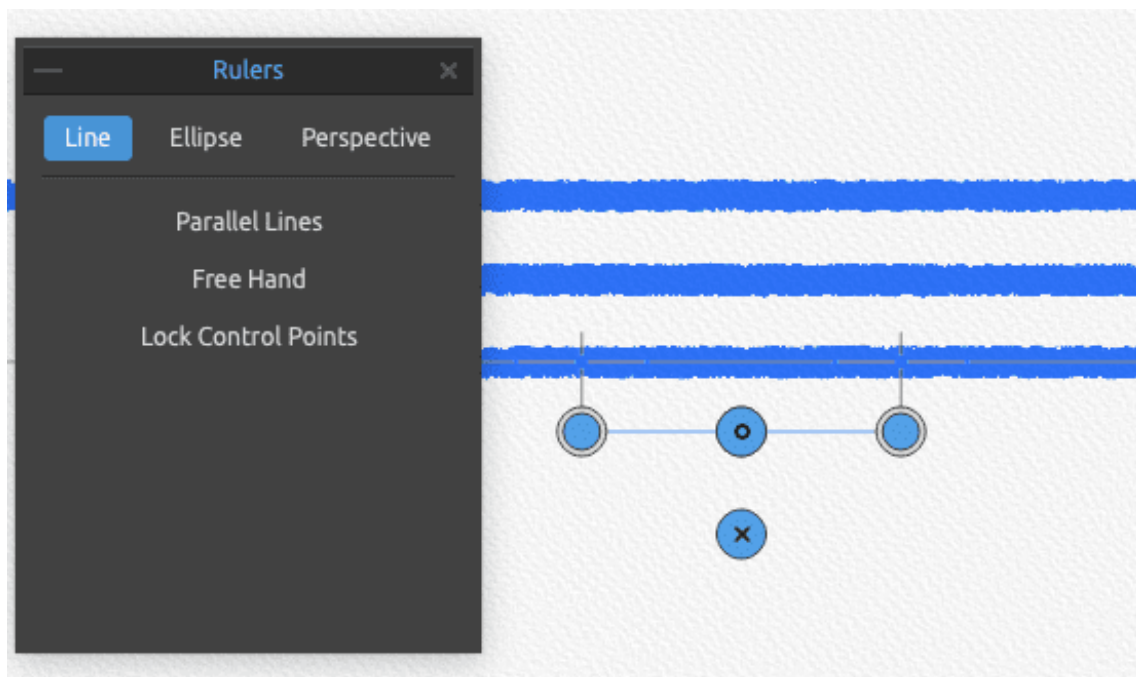 Rulers
Line Ellipse Perspective
Parallel Lines
Free Hand
Lock Control Points